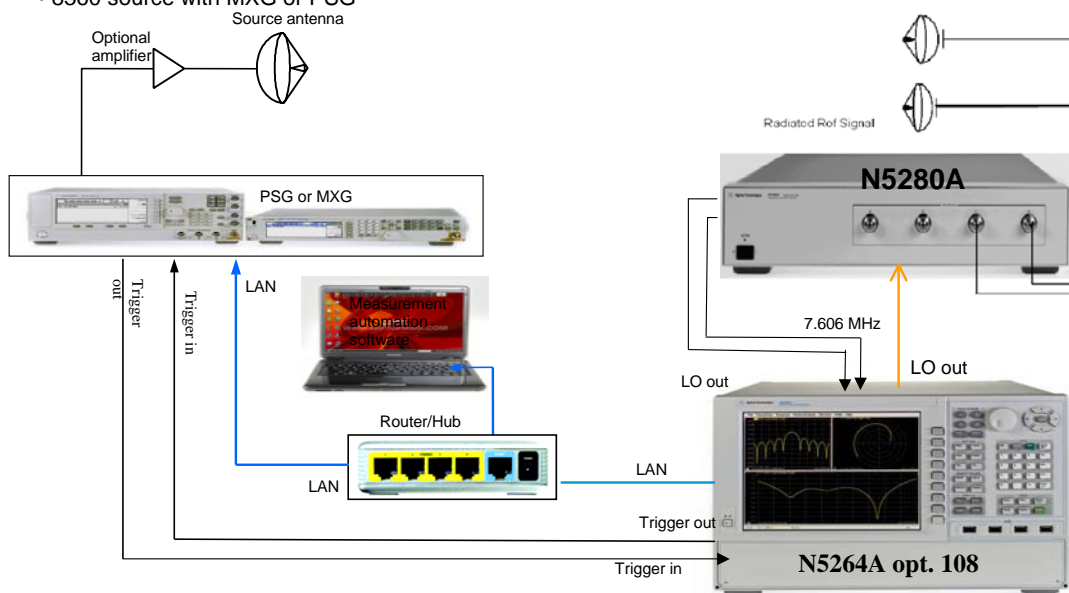 • 8360 source with MXG or PSG
Source antenna
Optional
amplifier
Radiated Ref Signal
N5280A
PSG or MXG
Trigger
out
Trigger in
LAN
Measurement
automation
software
7.606 MHz
LO out
LO out
Router/Hub
LAN
LAN
Trigger out
Trigger in
N5264A opt. 108